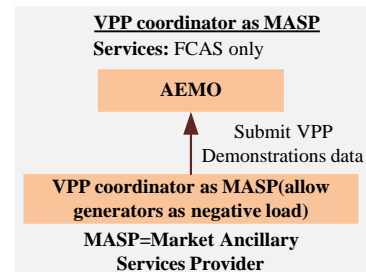 VPP coordinator as MASP
Services: FCAS only
AEMO
Submit VPP
Demonstrations data
VPP coordinator as MASP(allow
generators as negative load)
MASP=Market Ancillary
Services Provider